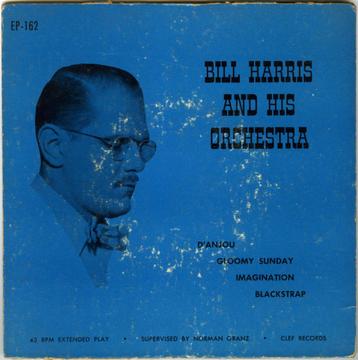 EP-162
BILL HARRIS
AND HIS
ORCHESTRA
D'ANJOU
GLOOMY SUNDAY
IMAGINATION
BLACKSTRAP
45 RPM EXTENDED PLAY • SUPERVISED BY NORMAN GRANZ • CLEF RECORDS